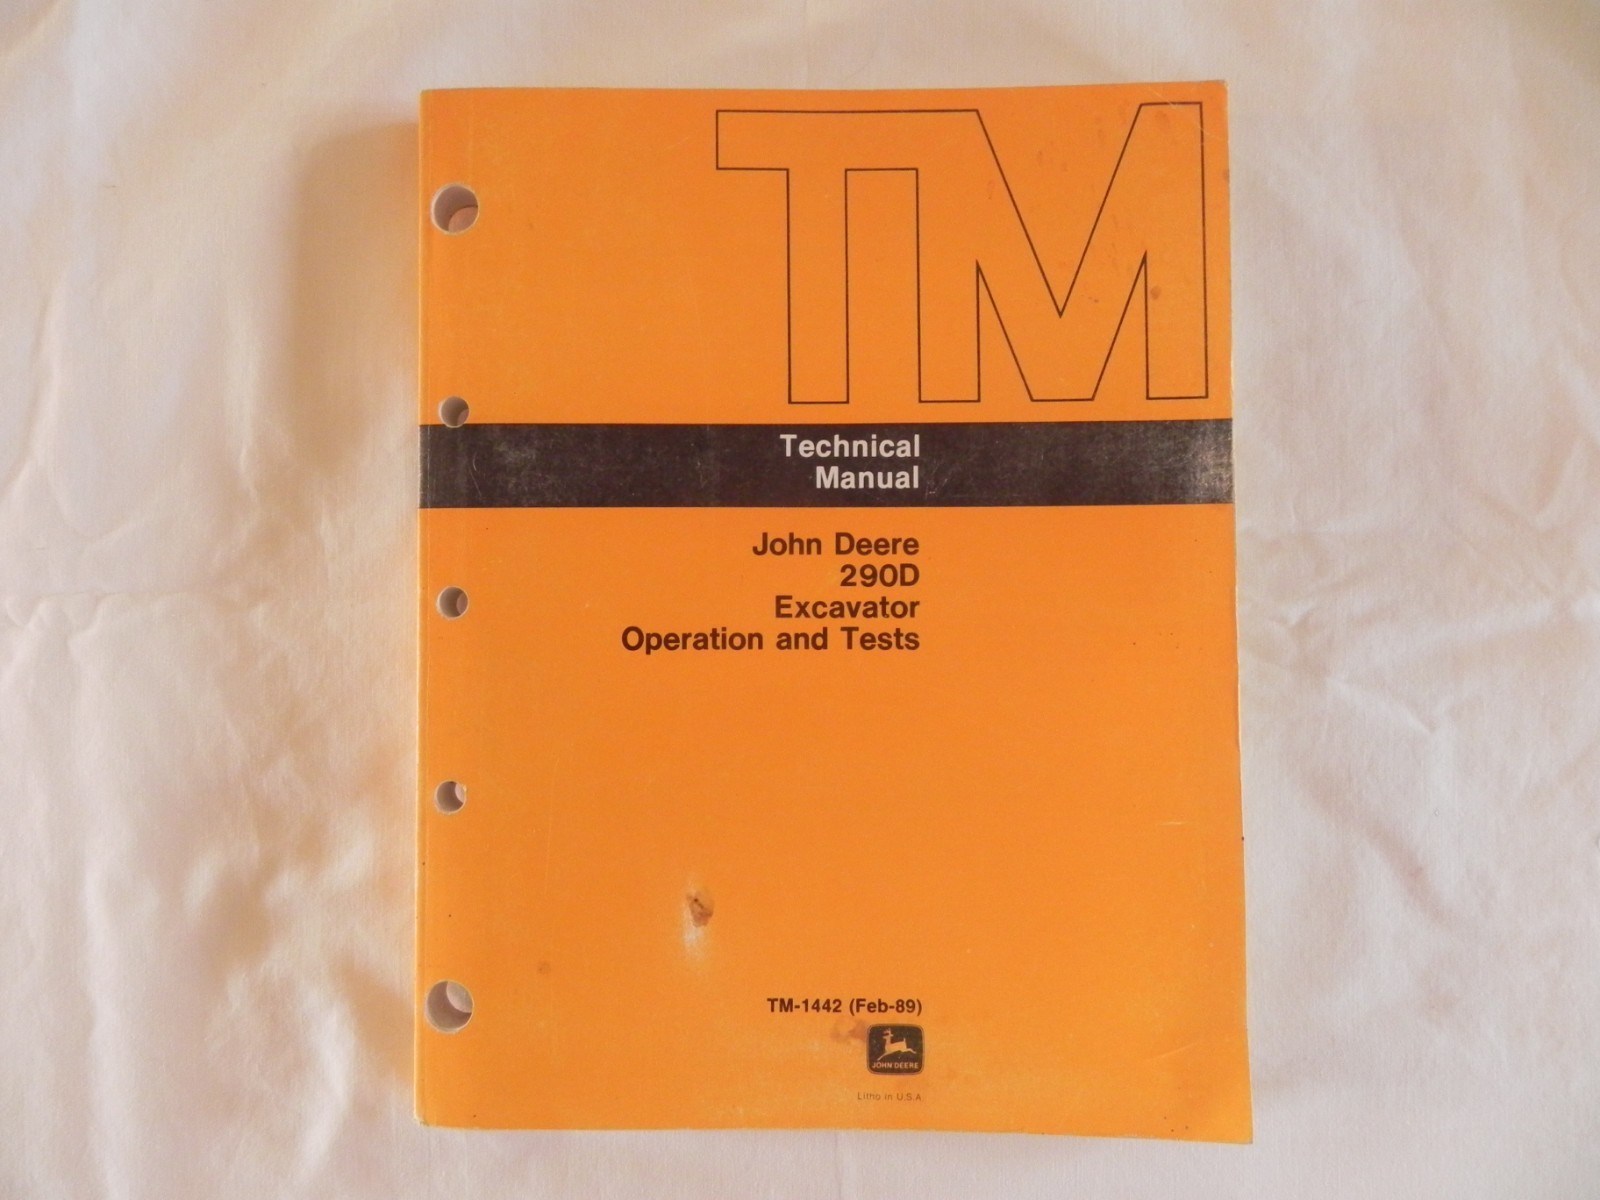 TM
Technical
Manual
John Deere
290D
Excavator
Operation and Tests
TM-1442 (Feb-89)
JOHN DEERE
Litho in U.S.A.